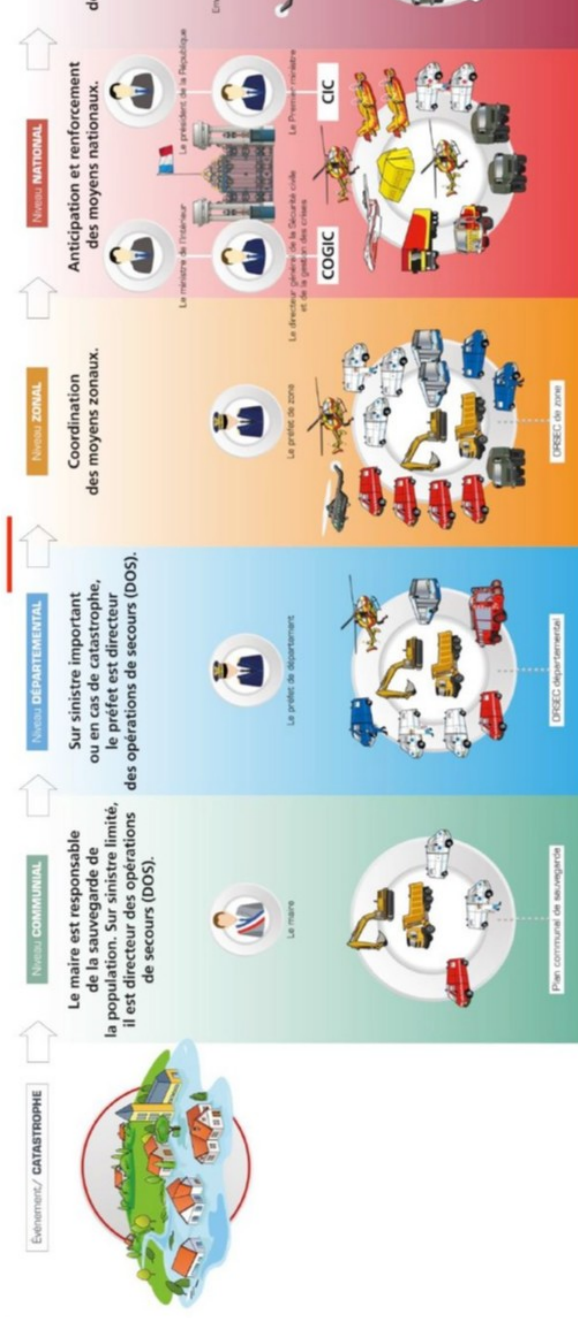 Événement/ CATASTROPHE
Niveau COMMUNIAL
Le maire est responsable
de la sauvegarde de
la population. Sur sinistre limité,
il est directeur des opérations
de secours (DOS).
Le maire
Plan communal de sauvegarde
Niveau DÉPARTEMENTAL
Sur sinistre important
ou en cas de catastrophe,
le préfet est directeur
des opérations de secours (DOS).
Le préfet de département
ORSEC départemental
Niveau ZONAL
Coordination
des moyens zonaux.
Le préfet de zone
ORSEC de zone
Niveau NATIONAL
Anticipation et renforcement
des moyens nationaux.
Le ministre de l'Intérieur
Le président de la République
Le directeur général de la Sécurité civile
et de la gestion des crises
Le Premier ministre
COGIC
CIC